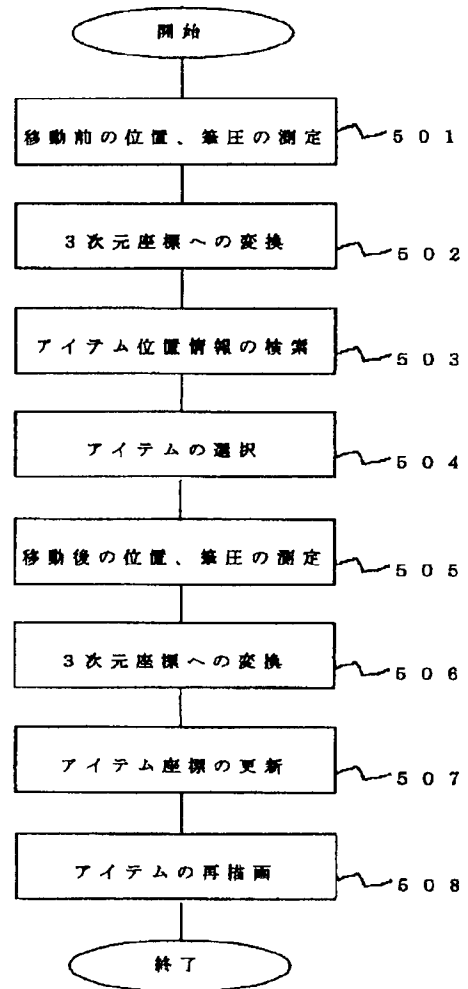 開始
移動前の位置、筆圧の測定 501
3次元座標への変換 502
アイテム位置情報の検索 503
アイテムの選択 504
移動後の位置、筆圧の測定 505
3次元座標への変換 506
アイテム座標の更新 507
アイテムの再描画 508
終了